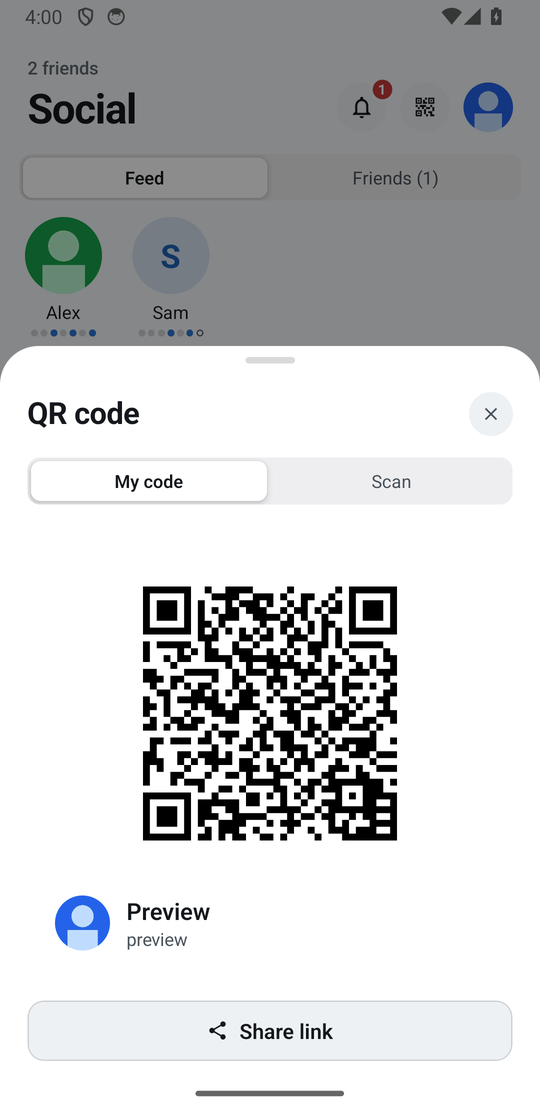 4:00
2 friends
Social
1
Feed
Friends (1)
S
Alex
Sam
QR code
My code
Scan
Preview
preview
Share link